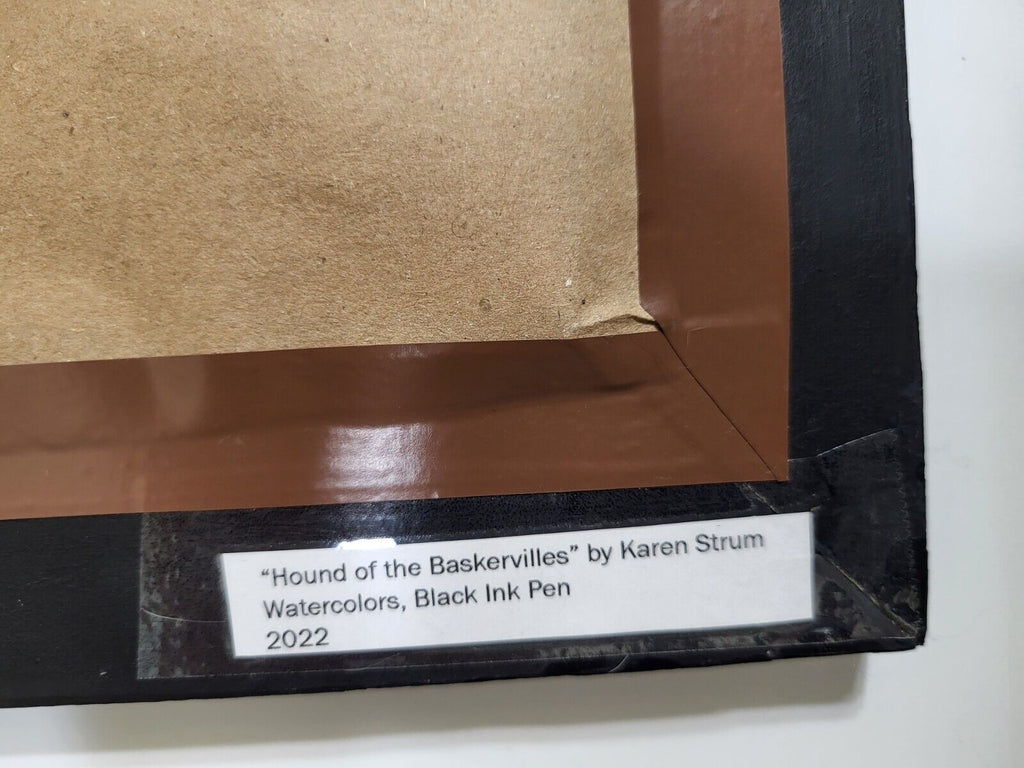 “Hound of the Baskervilles” by Karen Strum
Watercolors, Black Ink Pen
2022